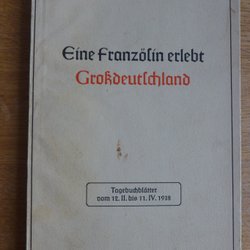 Eine Französin erlebt
Großdeutschland
Tagebuchblätter
vom 12. II. bis 11. IV. 1938